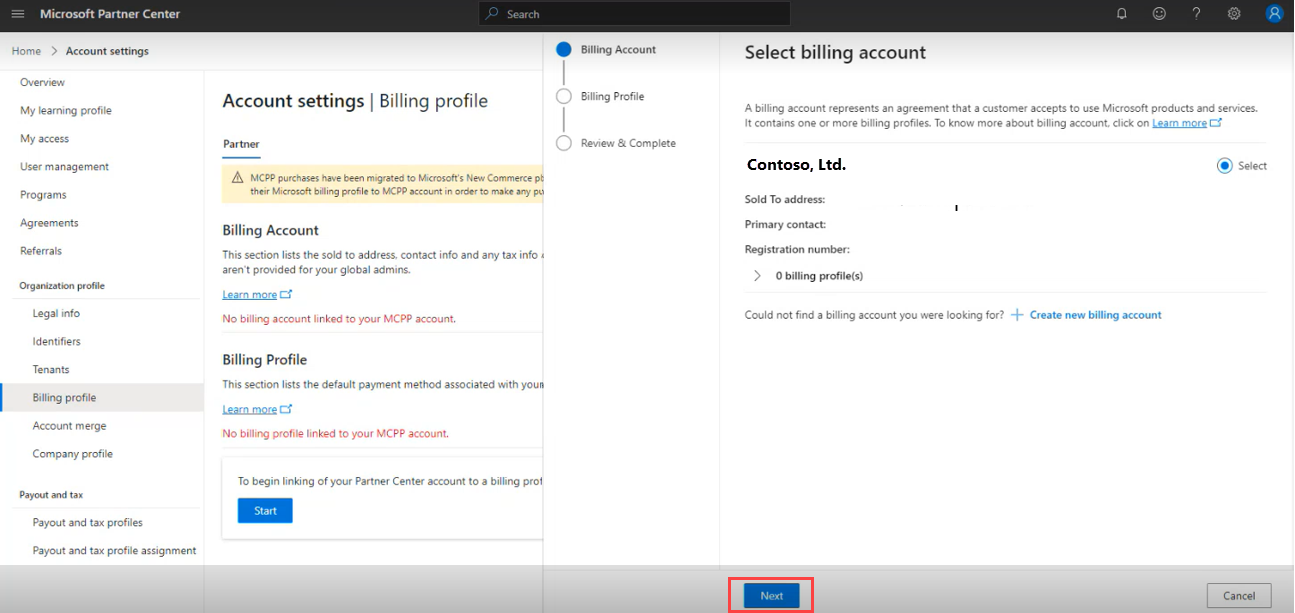 Microsoft Partner Center
Search
Home > Account settings
Overview
My learning profile
My access
User management
Programs
Agreements
Referrals
Organization profile
Legal info
Identifiers
Tenants
Billing profile
Account merge
Company profile
Payout and tax
Payout and tax profiles
Payout and tax profile assignment
Account settings | Billing profile
Partner
MCPP purchases have been migrated to Microsoft's New Commerce
their Microsoft billing profile to MCPP account in order to make any
Billing Account
This section lists the sold to address, contact info and any tax info
aren't provided for your global admins.
Learn more
No billing account linked to your MCPP account.
Billing Profile
This section lists the default payment method associated with
Learn more
No billing profile linked to your MCPP account.
To begin linking of your Partner Center account to a billing
Start
Billing Account
Billing Profile
Review & Complete
Select billing account
A billing account represents an agreement that a customer accepts to use Microsoft products and services.
It contains one or more billing profiles. To know more about billing account, click on Learn more
Contoso, Ltd.
Select
Sold To address:
Primary contact:
Registration number:
0 billing profile(s)
Could not find a billing account you were looking for? + Create new billing account
Next
Cancel